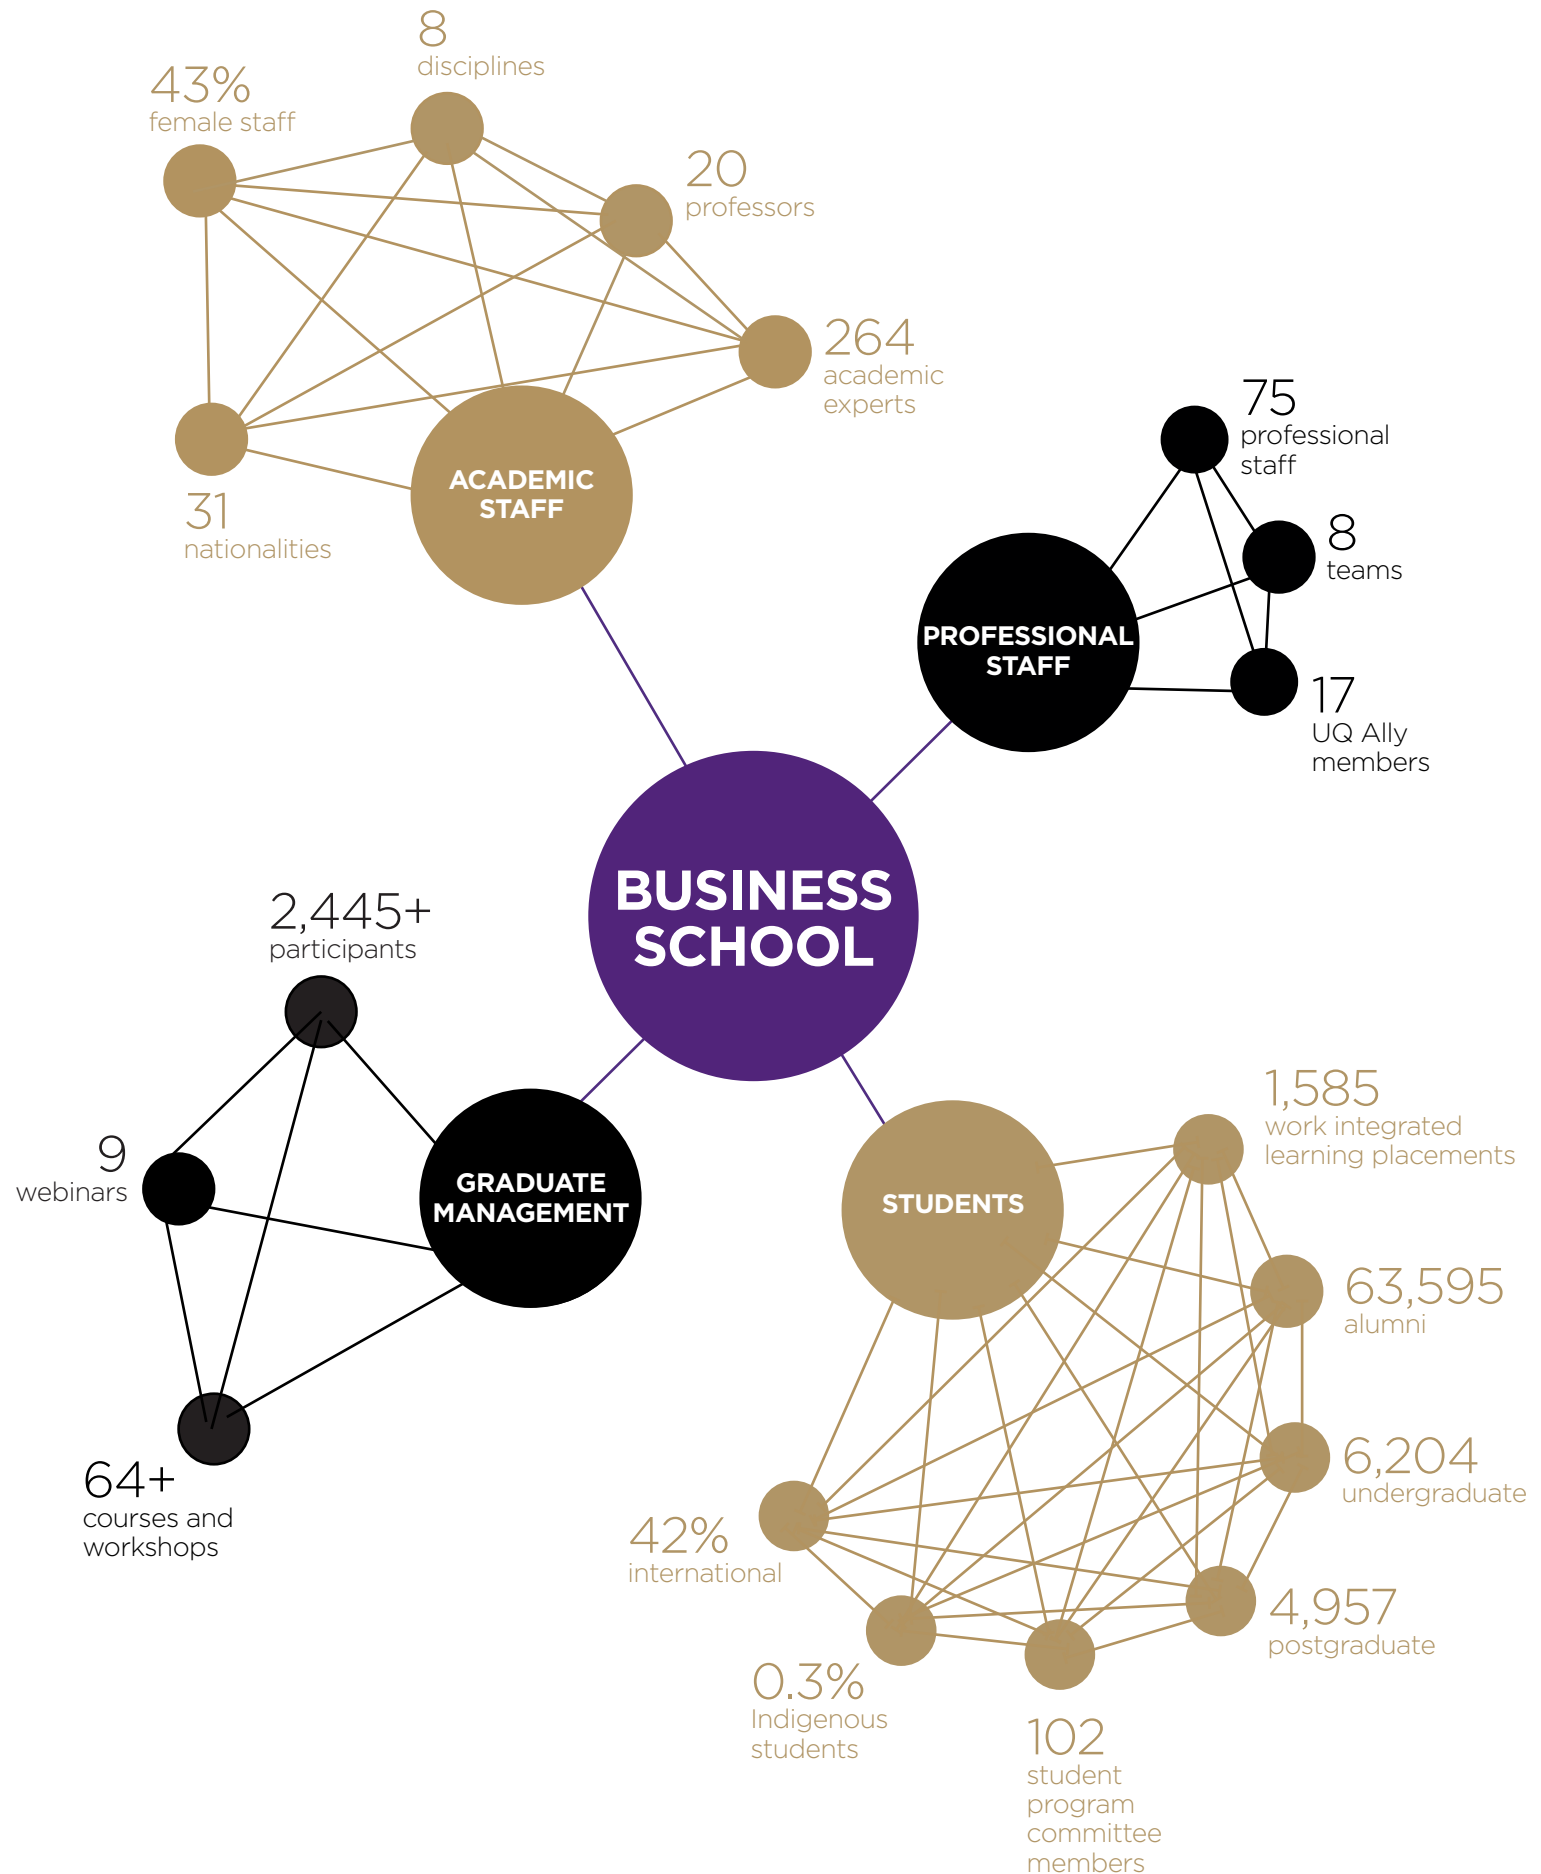 8
disciplines
43%
female staff
20
professors
264
academic
experts
31
nationalities
ACADEMIC
STAFF
75
professional
staff
8
teams
17
UQ Ally
members
PROFESSIONAL
STAFF
BUSINESS
SCHOOL
2,445+
participants
9
webinars
64+
courses and
workshops
GRADUATE
MANAGEMENT
STUDENTS
1,585
work integrated
learning placements
63,595
alumni
6,204
undergraduate
4,957
postgraduate
102
student
program
committee
members
0.3%
Indigenous
students
42%
international